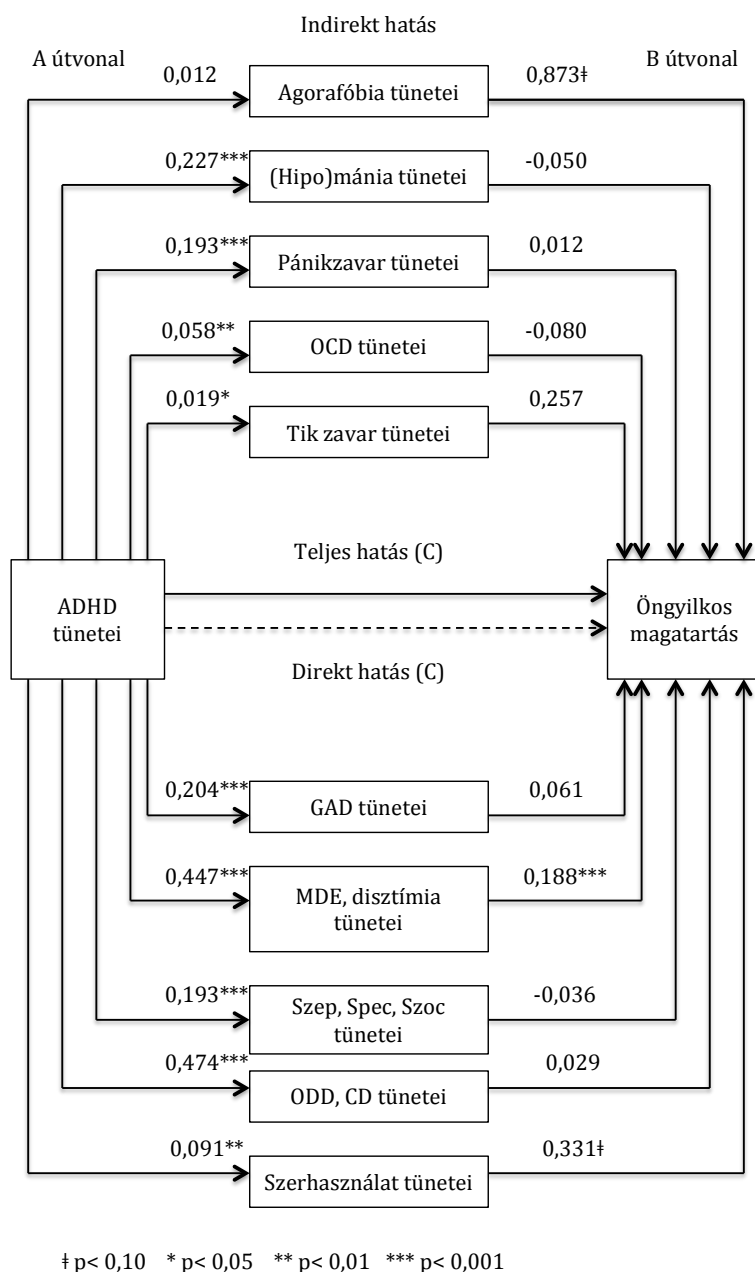 Indirekt hatás
A útvonal
B útvonal
0,012
Agorafóbia tünetei
0,873ǂ
0,227***
(Hipo)mánia tünetei
-0,050
0,193***
Pánikzavar tünetei
0,012
0,058**
OCD tünetei
-0,080
0,019*
Tik zavar tünetei
0,257
Teljes hatás (C)
ADHD
tünetei
Öngyilkos
magatartás
Direkt hatás (C)
0,204***
GAD tünetei
0,061
0,447***
MDE, disztímia
tünetei
0,188***
0,193***
Szep, Spec, Szoc
tünetei
-0,036
0,474***
ODD, CD tünetei
0,029
0,091**
Szerhasználat tünetei
0,331ǂ
ǂ p< 0,10 * p< 0,05 ** p< 0,01 *** p< 0,001